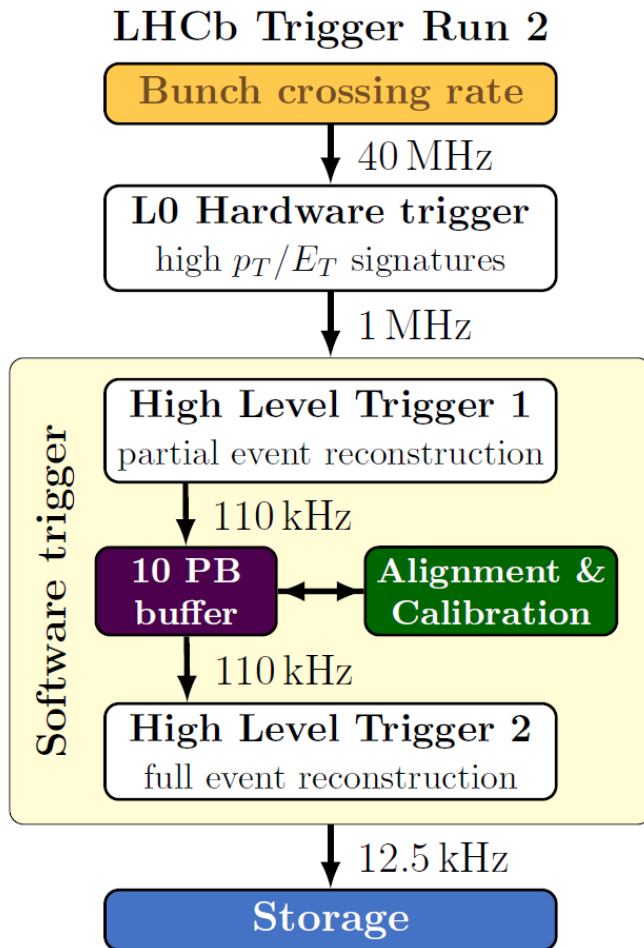 LHCb Trigger Run 2
Bunch crossing rate
40 MHz
L0 Hardware trigger
high p_T/E_T signatures
1 MHz
Software trigger
High Level Trigger 1
partial event reconstruction
110 kHz
10 PB
buffer
Alignment &
Calibration
110 kHz
High Level Trigger 2
full event reconstruction
12.5 kHz
Storage